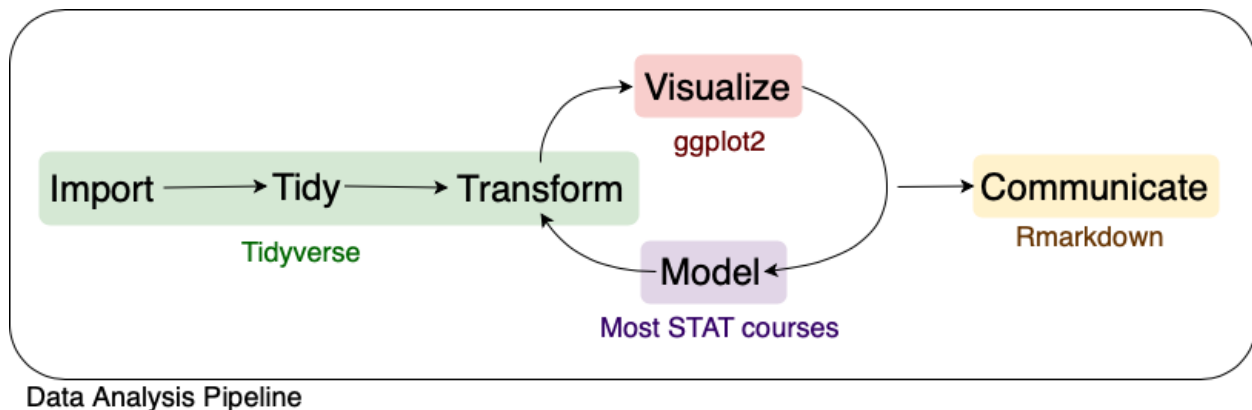 Visualize
ggplot2
Import
Tidy
Transform
Tidyverse
Communicate
Rmarkdown
Model
Most STAT courses
Data Analysis Pipeline